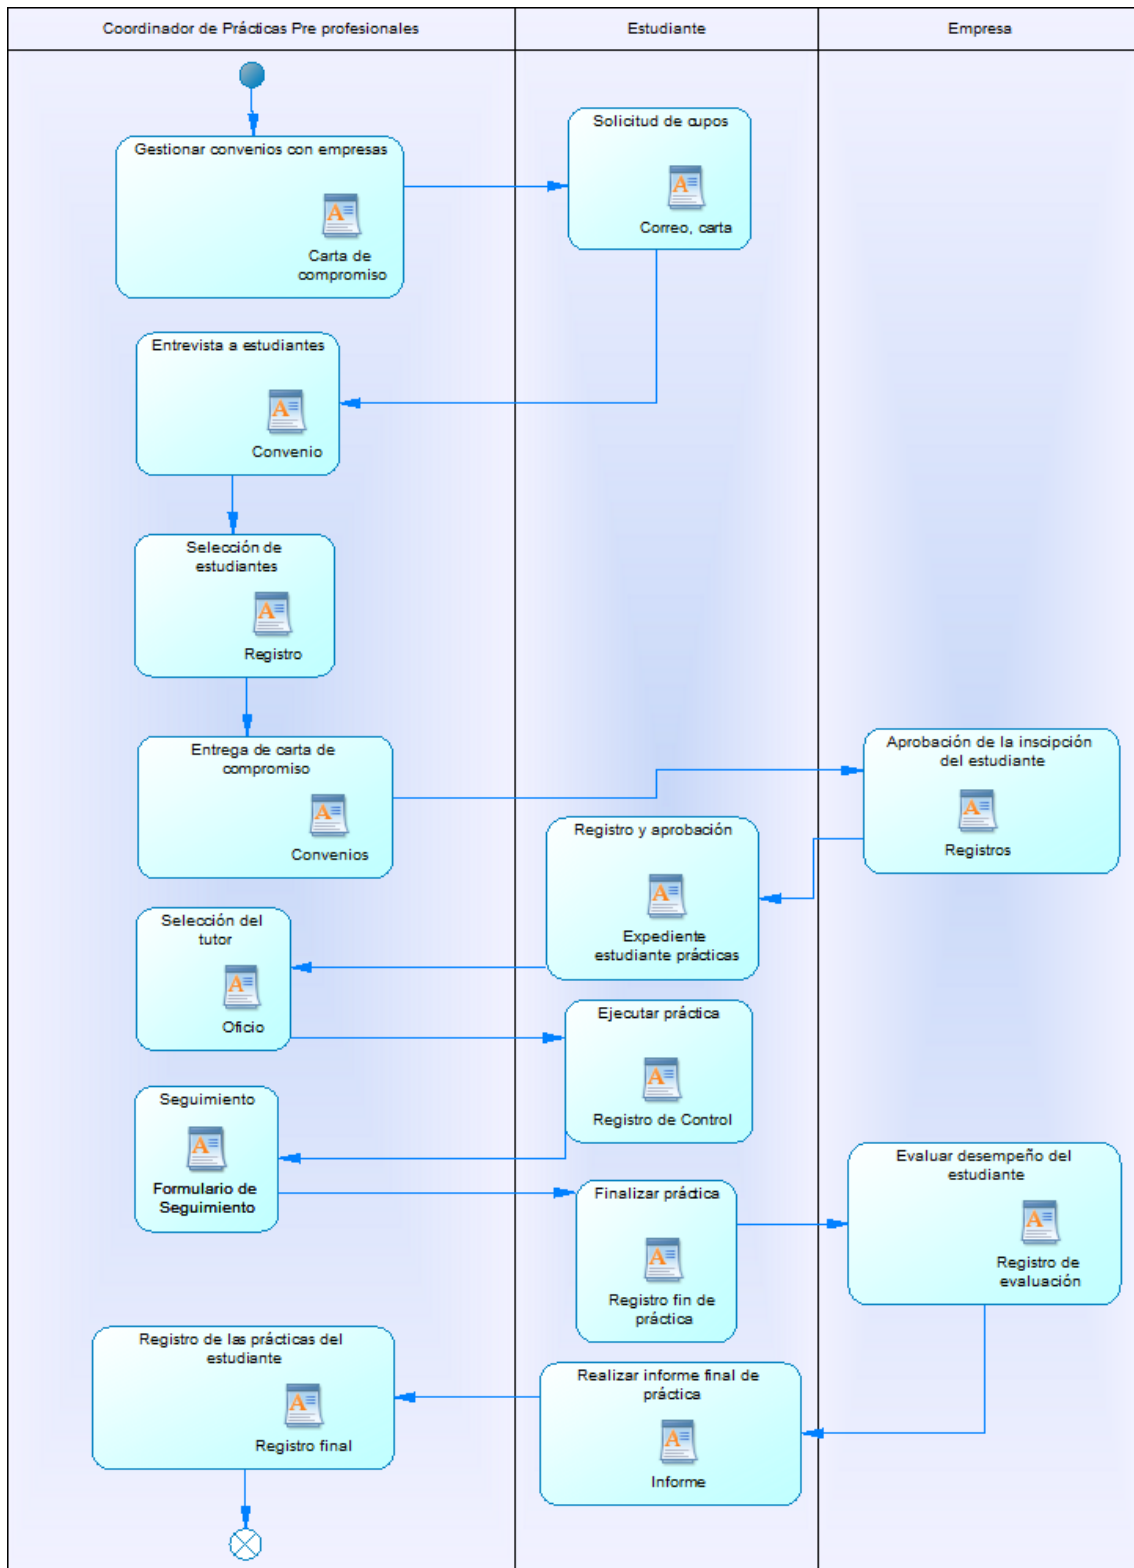 Coordinador de Prácticas Pre profesionales
Estudiante
Empresa
Gestionar convenios con empresas
Carta de
compromiso
Solicitud de cupos
Correo, carta
Entrevista a estudiantes
Convenio
Selección de
estudiantes
Registro
Entrega de carta de
compromiso
Convenios
Aprobación de la inscipción
del estudiante
Registros
Registro y aprobación
Expediente
estudiante prácticas
Selección del
tutor
Oficio
Ejecutar práctica
Registro de Control
Seguimiento
Formulario de
Seguimiento
Evaluar desempeño del
estudiante
Registro de
evaluación
Finalizar práctica
Registro fin de
práctica
Registro de las prácticas del
estudiante
Registro final
Realizar informe final de
práctica
Informe